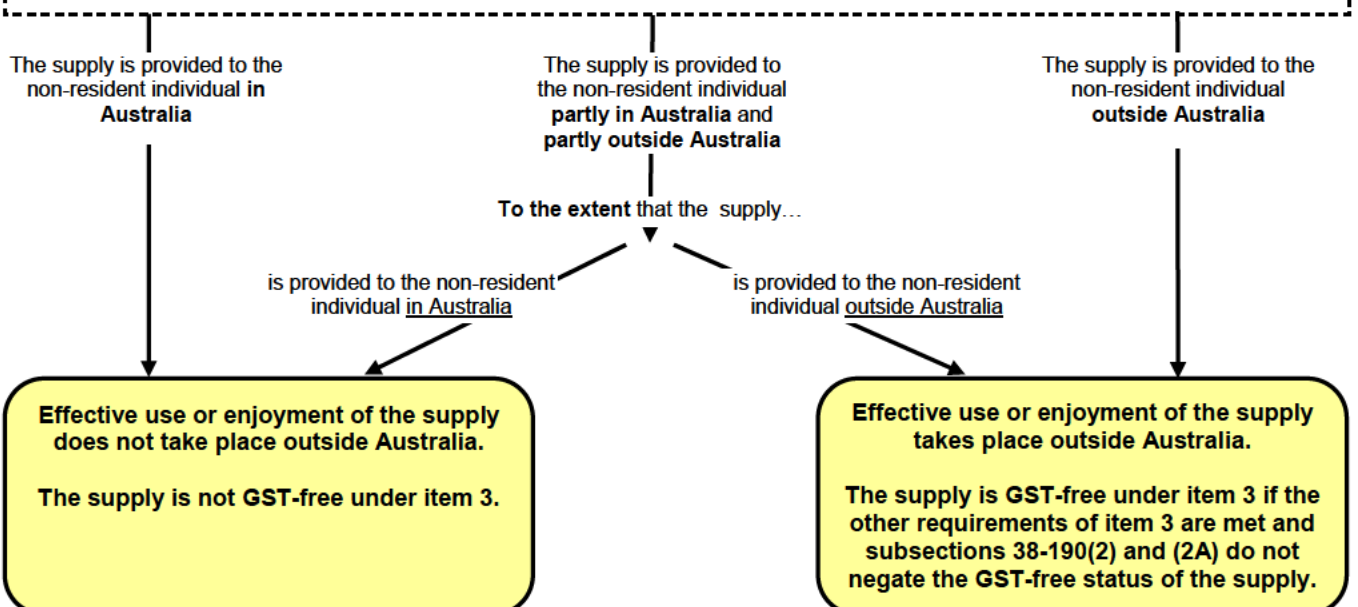 The supply is provided to the
non-resident individual in
Australia
The supply is provided to
the non-resident individual
partly in Australia and
partly outside Australia
The supply is provided to the
non-resident individual
outside Australia
To the extent that the supply…
is provided to the non-resident
individual in Australia
is provided to the non-resident
individual outside Australia
Effective use or enjoyment of the supply
does not take place outside Australia.
The supply is not GST-free under item 3.
Effective use or enjoyment of the supply
takes place outside Australia.
The supply is GST-free under item 3 if the
other requirements of item 3 are met and
subsections 38-190(2) and (2A) do not
negate the GST-free status of the supply.